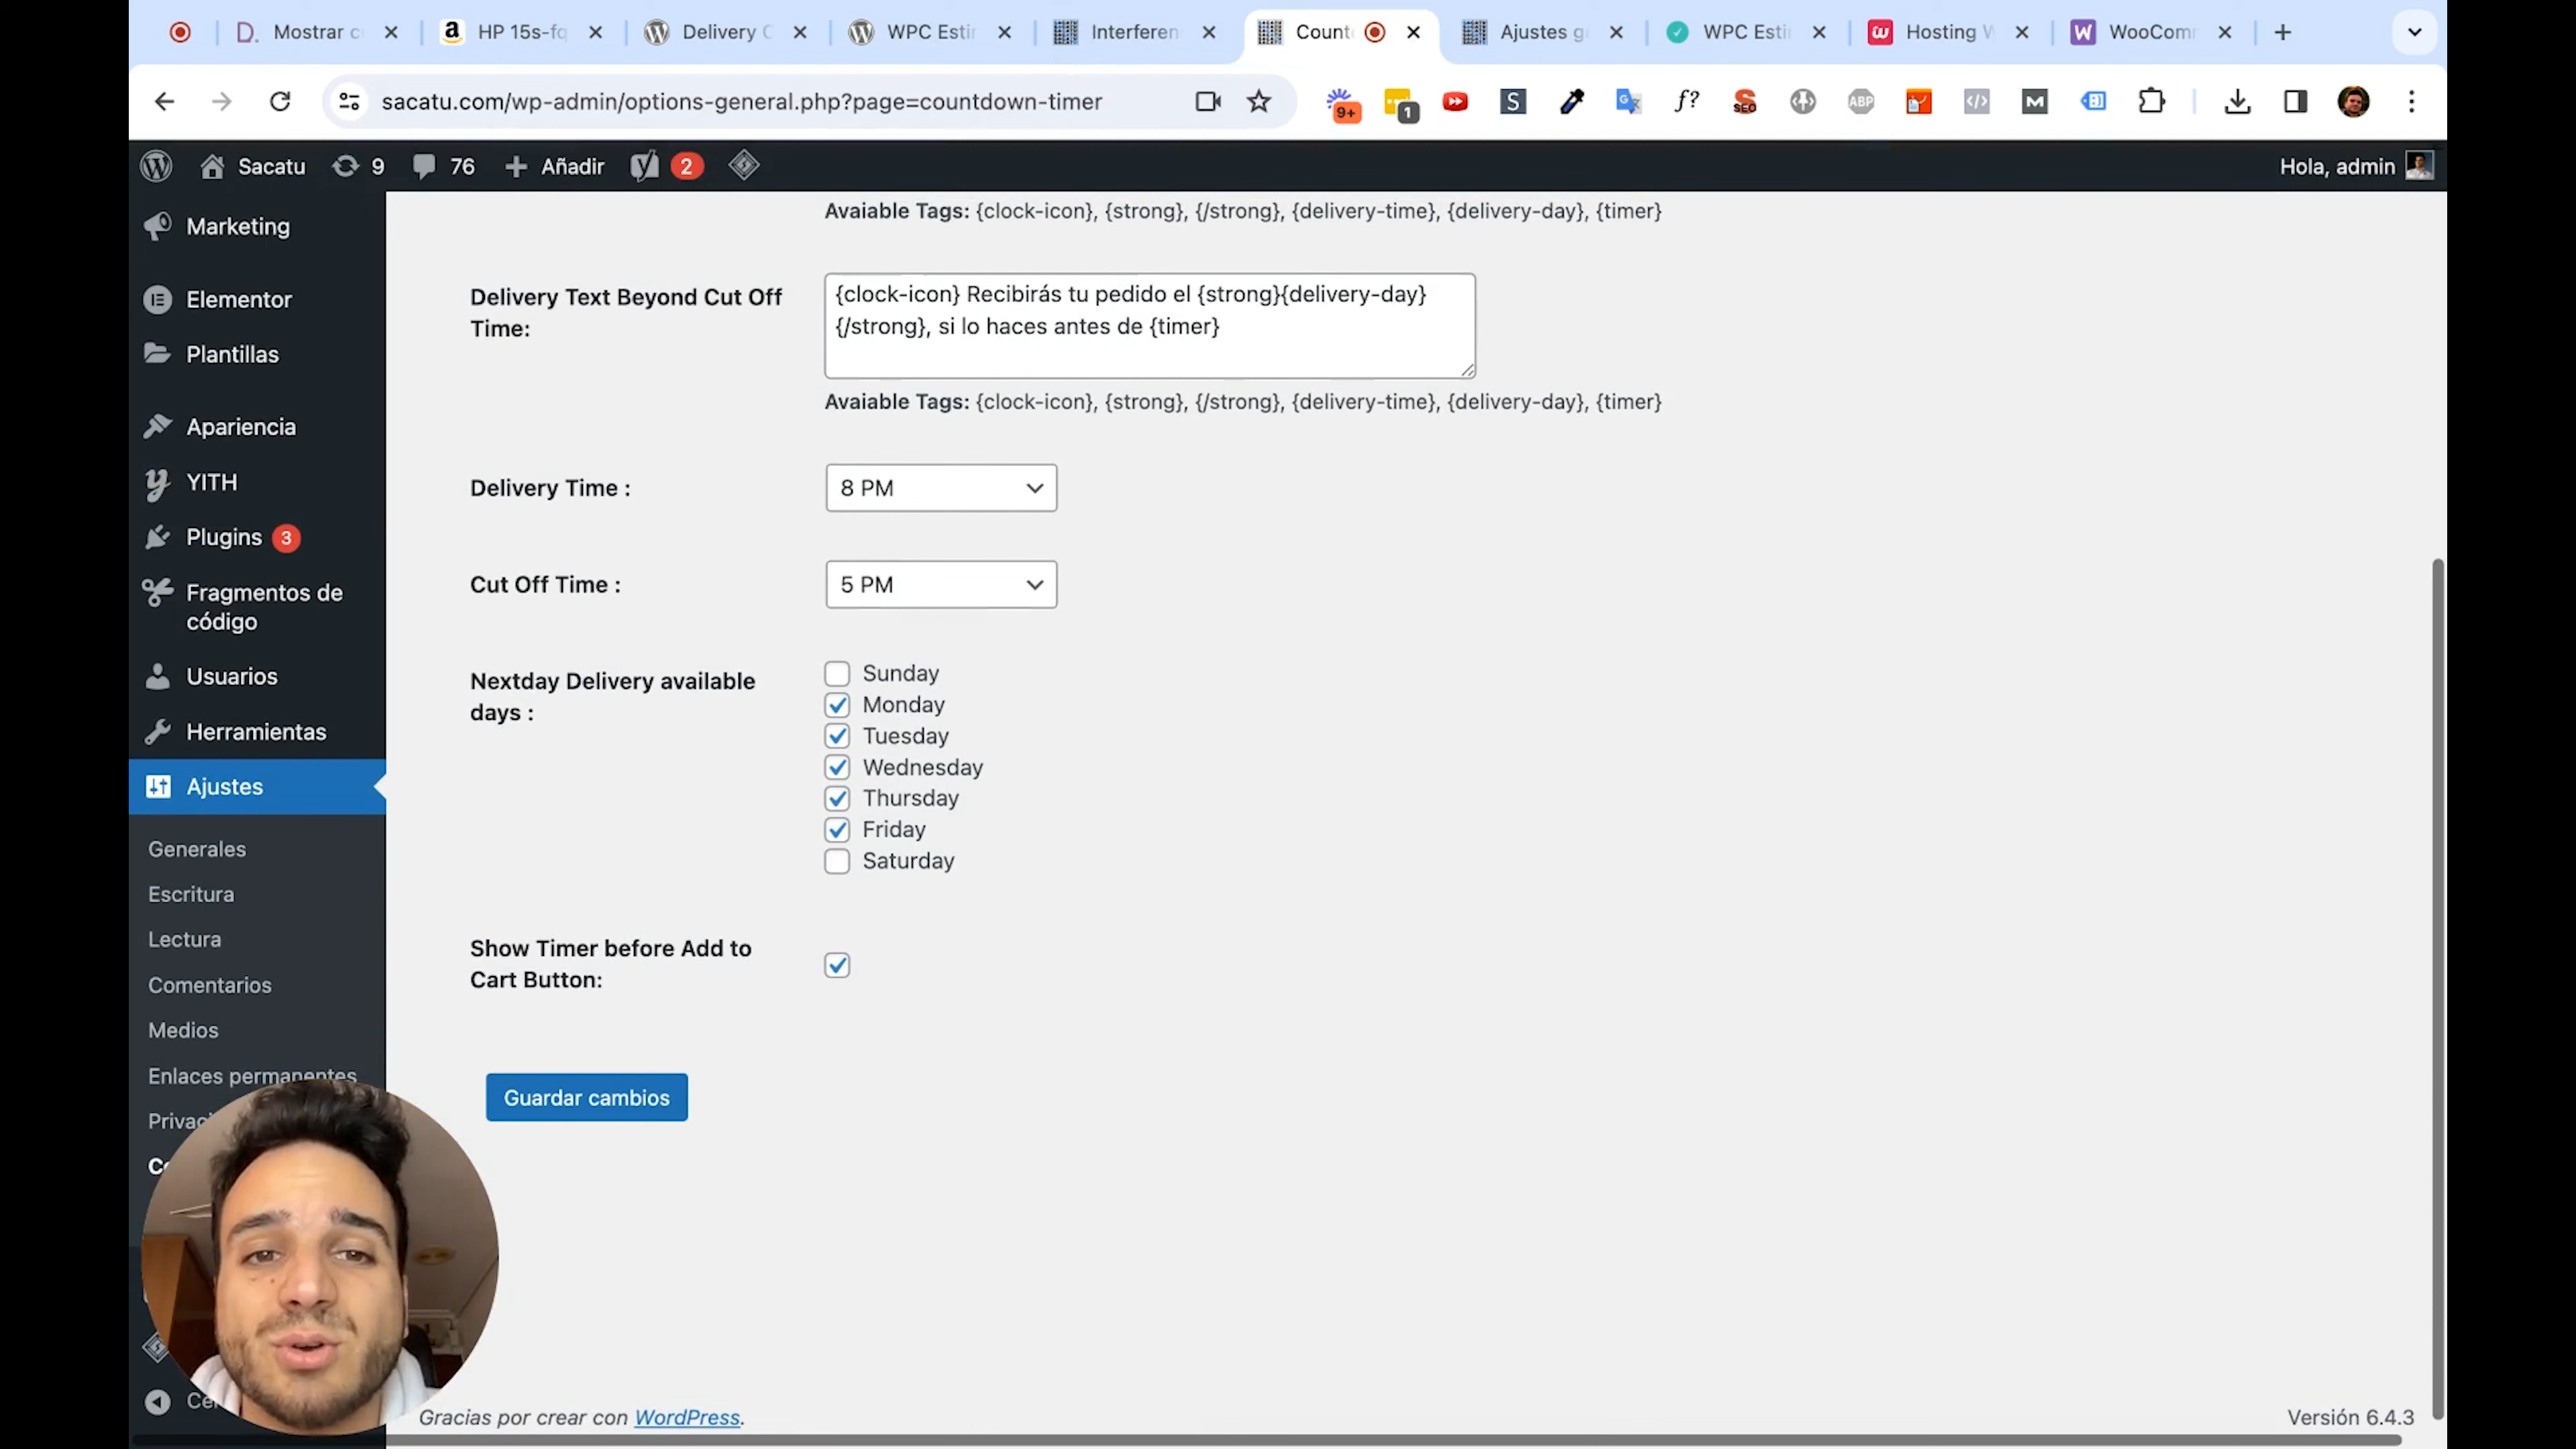 D. Mostrar c
HP 15s-fq
Delivery C
WPC Estir
Interferen
Count
Ajustes g
WPC Esti
Hosting W
WooComr
sacatu.com/wp-admin/options-general.php?page=countdown-timer
9+
1
S
f?
SEO
ABP
M
Sacatu
9
76
Añadir
2
Hola, admin
Marketing
Elementor
Plantillas
Apariencia
YITH
Plugins 3
Fragmentos de
código
Usuarios
Herramientas
Ajustes
Generales
Escritura
Lectura
Comentarios
Medios
Enlaces permanentes
Avaiable Tags: {clock-icon}, {strong}, {/strong}, {delivery-time}, {delivery-day}, {timer}
Delivery Text Beyond Cut Off
Time:
{clock-icon} Recibirás tu pedido el {strong}{delivery-day}
{/strong}, si lo haces antes de {timer}
Avaiable Tags: {clock-icon}, {strong}, {/strong}, {delivery-time}, {delivery-day}, {timer}
Delivery Time :
8 PM
Cut Off Time :
5 PM
Nextday Delivery available
days :
Sunday
Monday
Tuesday
Wednesday
Thursday
Friday
Saturday
Show Timer before Add to
Cart Button:
Guardar cambios
Gracias por crear con WordPress.
Versión 6.4.3